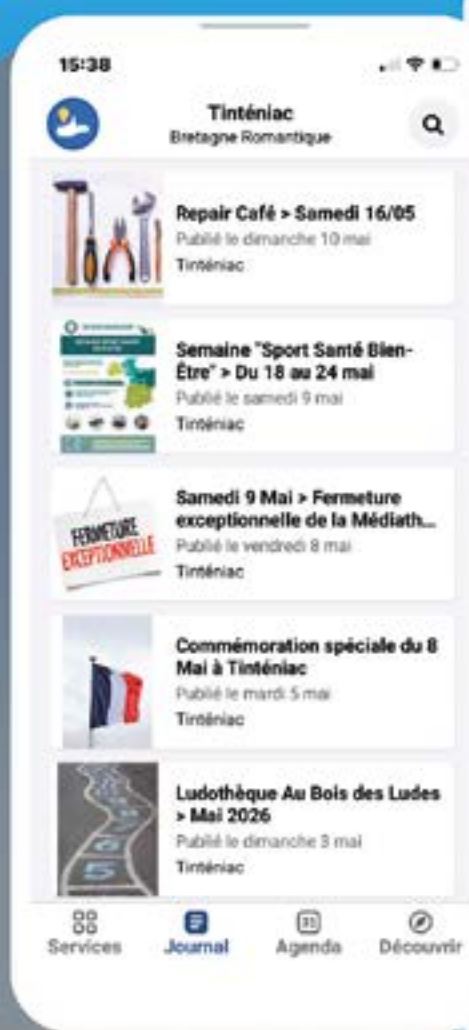 15:38
Tinténiac
Bretagne Romantique
Repair Café > Samedi 16/05
Publié le dimanche 10 mai
Tinténiac
Semaine "Sport Santé Bien-
Être" > Du 18 au 24 mai
Publié le samedi 9 mai
Tinténiac
FERMETURE
EXCEPTIONNELLE
Samedi 9 Mai > Fermeture
exceptionnelle de la Médiath...
Publié le vendredi 8 mai
Tinténiac
Commémoration spéciale du 8
Mai à Tinténiac
Publié le mardi 5 mai
Tinténiac
5
6
Ludothèque Au Bois des Ludes
> Mai 2026
Publié le dimanche 3 mai
Tinténiac
31
Services Journal Agenda Découvrir